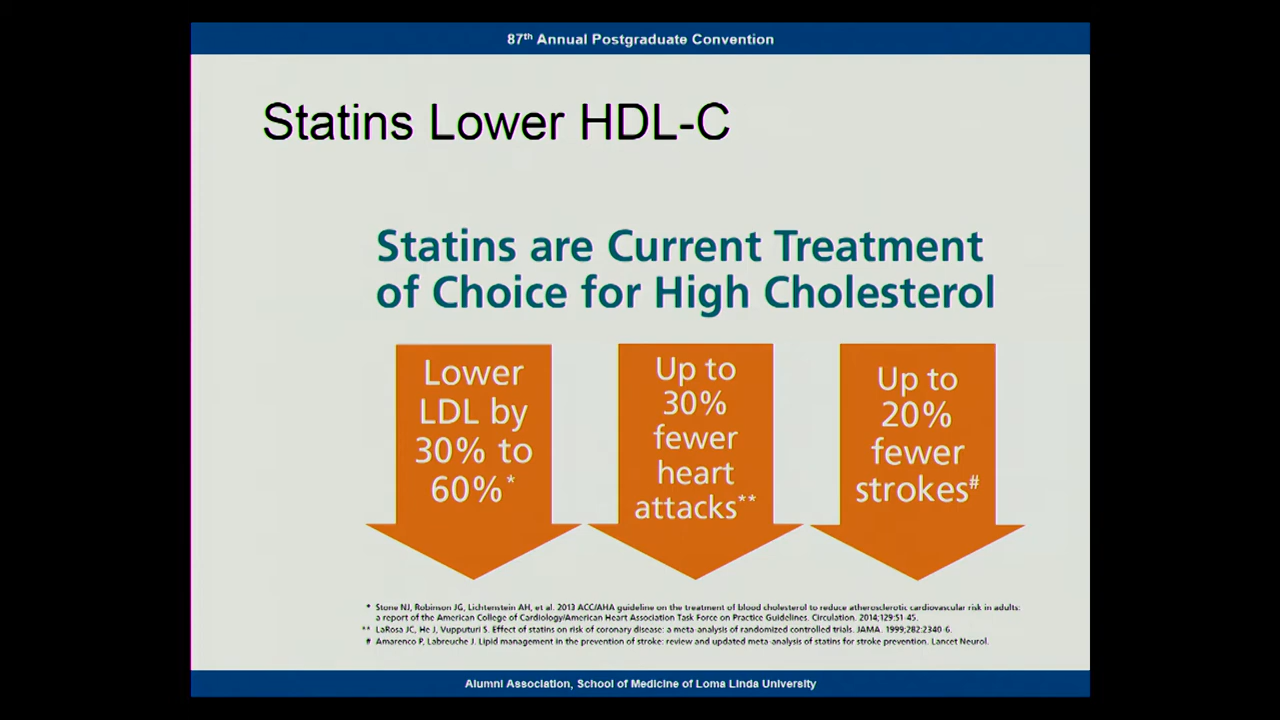 87th Annual Postgraduate Convention
Statins Lower HDL-C
Statins are Current Treatment
of Choice for High Cholesterol
Lower
LDL by
30% to
60%*
Up to
30%
fewer
heart
attacks**
Up to
20%
fewer
strokes#
* Stone NJ, Robinson JG, Lichtenstein AH, et al. 2013 ACC/AHA guideline on the treatment of blood cholesterol to reduce atherosclerotic cardiovascular risk in adults:
a report of the American College of Cardiology/American Heart Association Task Force on Practice Guidelines. Circulation. 2014;129:S1-45.
** LaRosa JC, He J, Vupputuri S. Effect of statins on risk of coronary disease: a meta-analysis of randomized controlled trials. JAMA. 1999;282:2340-6.
# Amarenco P, Labreuche J. Lipid management in the prevention of stroke: review and updated meta-analysis of statins for stroke prevention. Lancet Neurol.
Alumni Association, School of Medicine of Loma Linda University